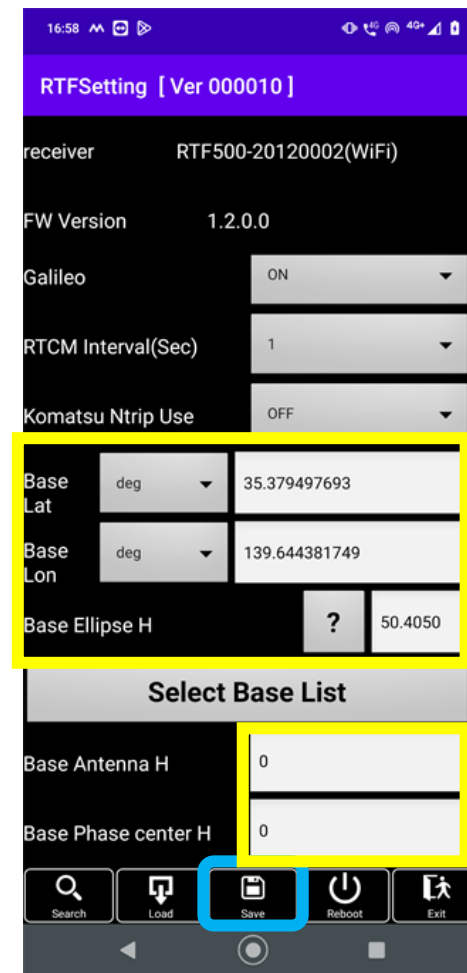 16:58 4G 4G+
RTFSetting [ Ver 000010 ]
receiver RTF500-20120002(WiFi)
FW Version 1.2.0.0
Galileo ON
RTCM Interval(Sec) 1
Komatsu Ntrip Use OFF
Base Lat deg 35.379497693
Base Lon deg 139.644381749
Base Ellipse H ? 50.4050
Select Base List
Base Antenna H 0
Base Phase center H 0
Search Load Save Reboot Exit